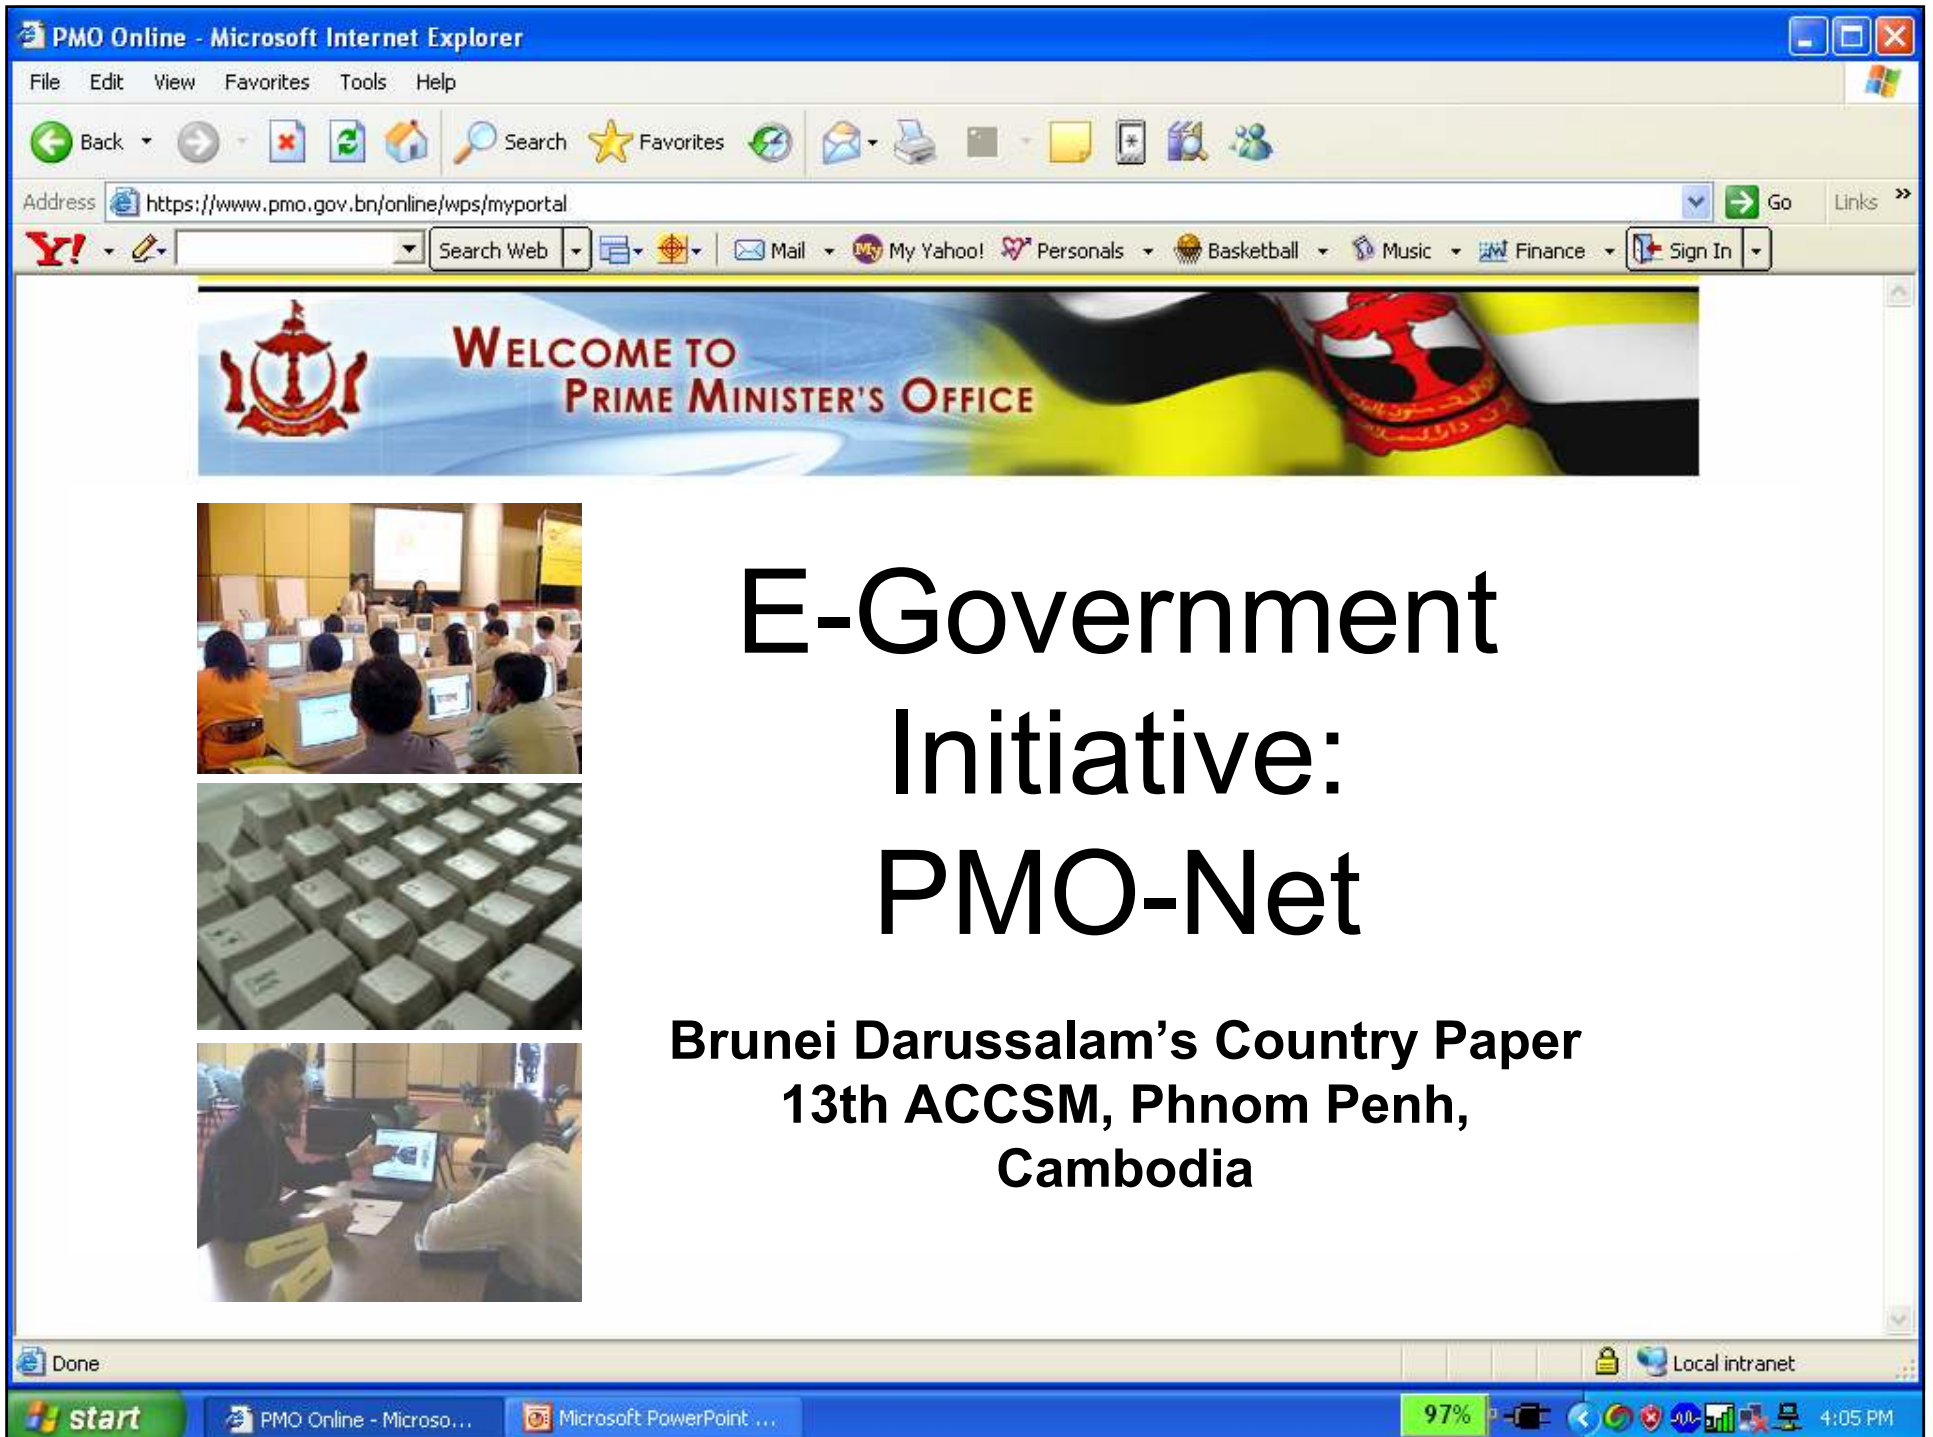 PMO Online - Microsoft Internet Explorer
File Edit View Favorites Tools Help
Back Search Favorites
Address https://www.pmo.gov.bn/online/wps/myportal Go Links »
Y! Search Web Mail My Yahoo! Personals Basketball Music Finance Sign In
WELCOME TO
PRIME MINISTER'S OFFICE
E-Government
Initiative:
PMO-Net
Brunei Darussalam’s Country Paper
13th ACCSM, Phnom Penh,
Cambodia
Done Local intranet
start PMO Online - Microso... Microsoft PowerPoint ... 97% 4:05 PM